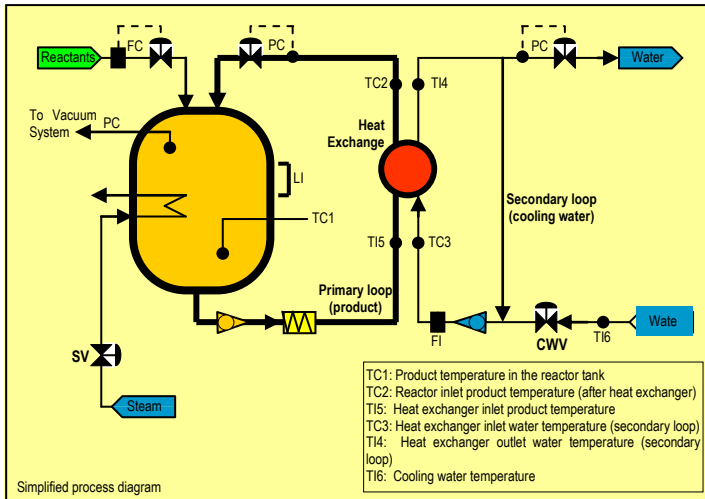 Reactants
FC
PC
PC
Water
To Vacuum
System
PC
TC2
TI4
Heat
Exchange
LI
TC1
Secondary loop
(cooling water)
TI5
TC3
Primary loop
(product)
SV
FI
CWV
TI6
Wate
Steam
TC1: Product temperature in the reactor tank
TC2: Reactor inlet product temperature (after heat exchanger)
TI5: Heat exchanger inlet product temperature
TC3: Heat exchanger inlet water temperature (secondary loop)
TI4: Heat exchanger outlet water temperature (secondary
loop)
TI6: Cooling water temperature
Simplified process diagram